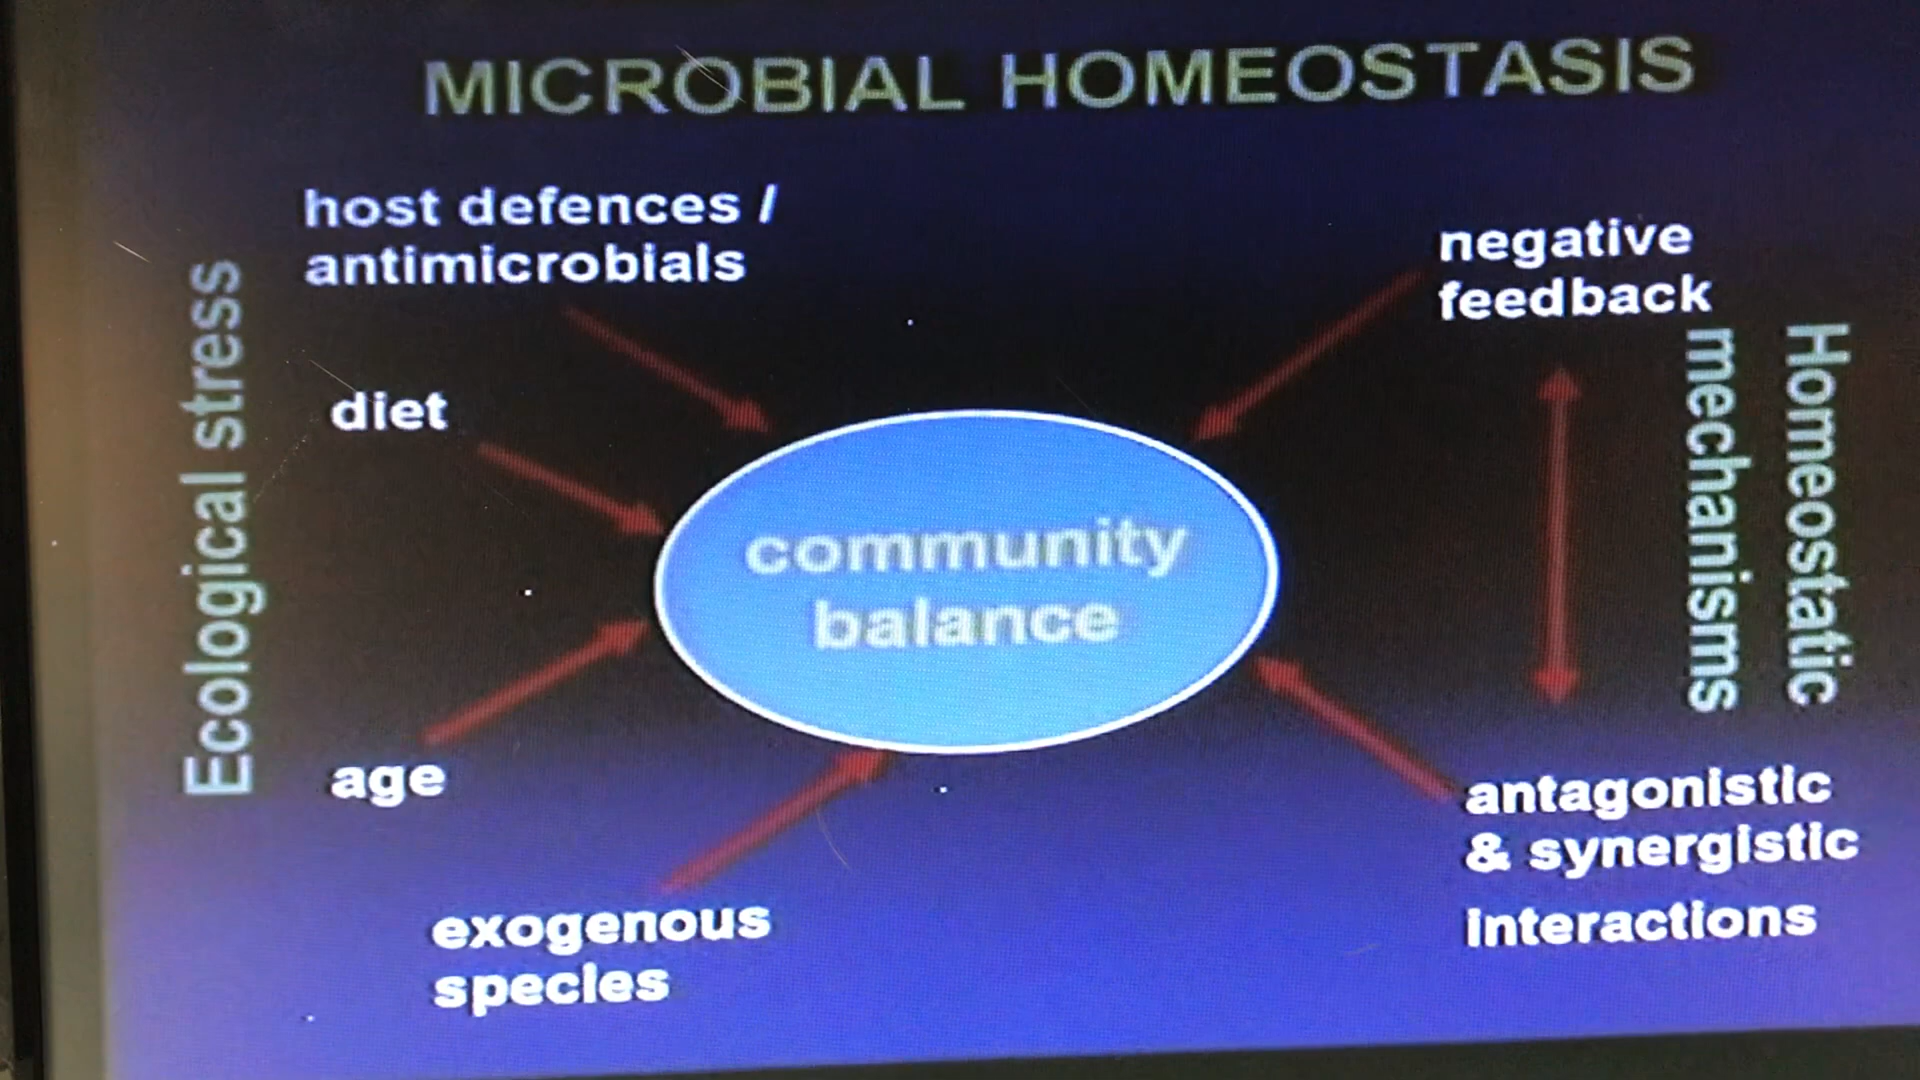 MICROBIAL HOMEOSTASIS
host defences /
antimicrobials
negative
feedback
Ecological stress
diet
Homeostatic
mechanisms
community
balance
age
antagonistic
& synergistic
interactions
exogenous
species